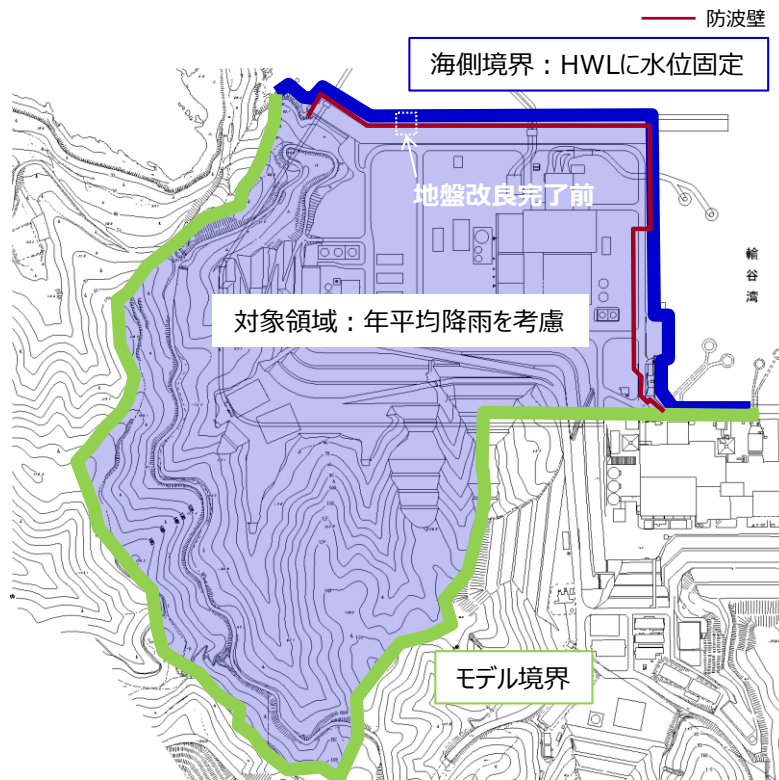 防波壁
海側境界：HWLに水位固定
地盤改良完了前
輪谷湾
対象領域：年平均降雨を考慮
モデル境界